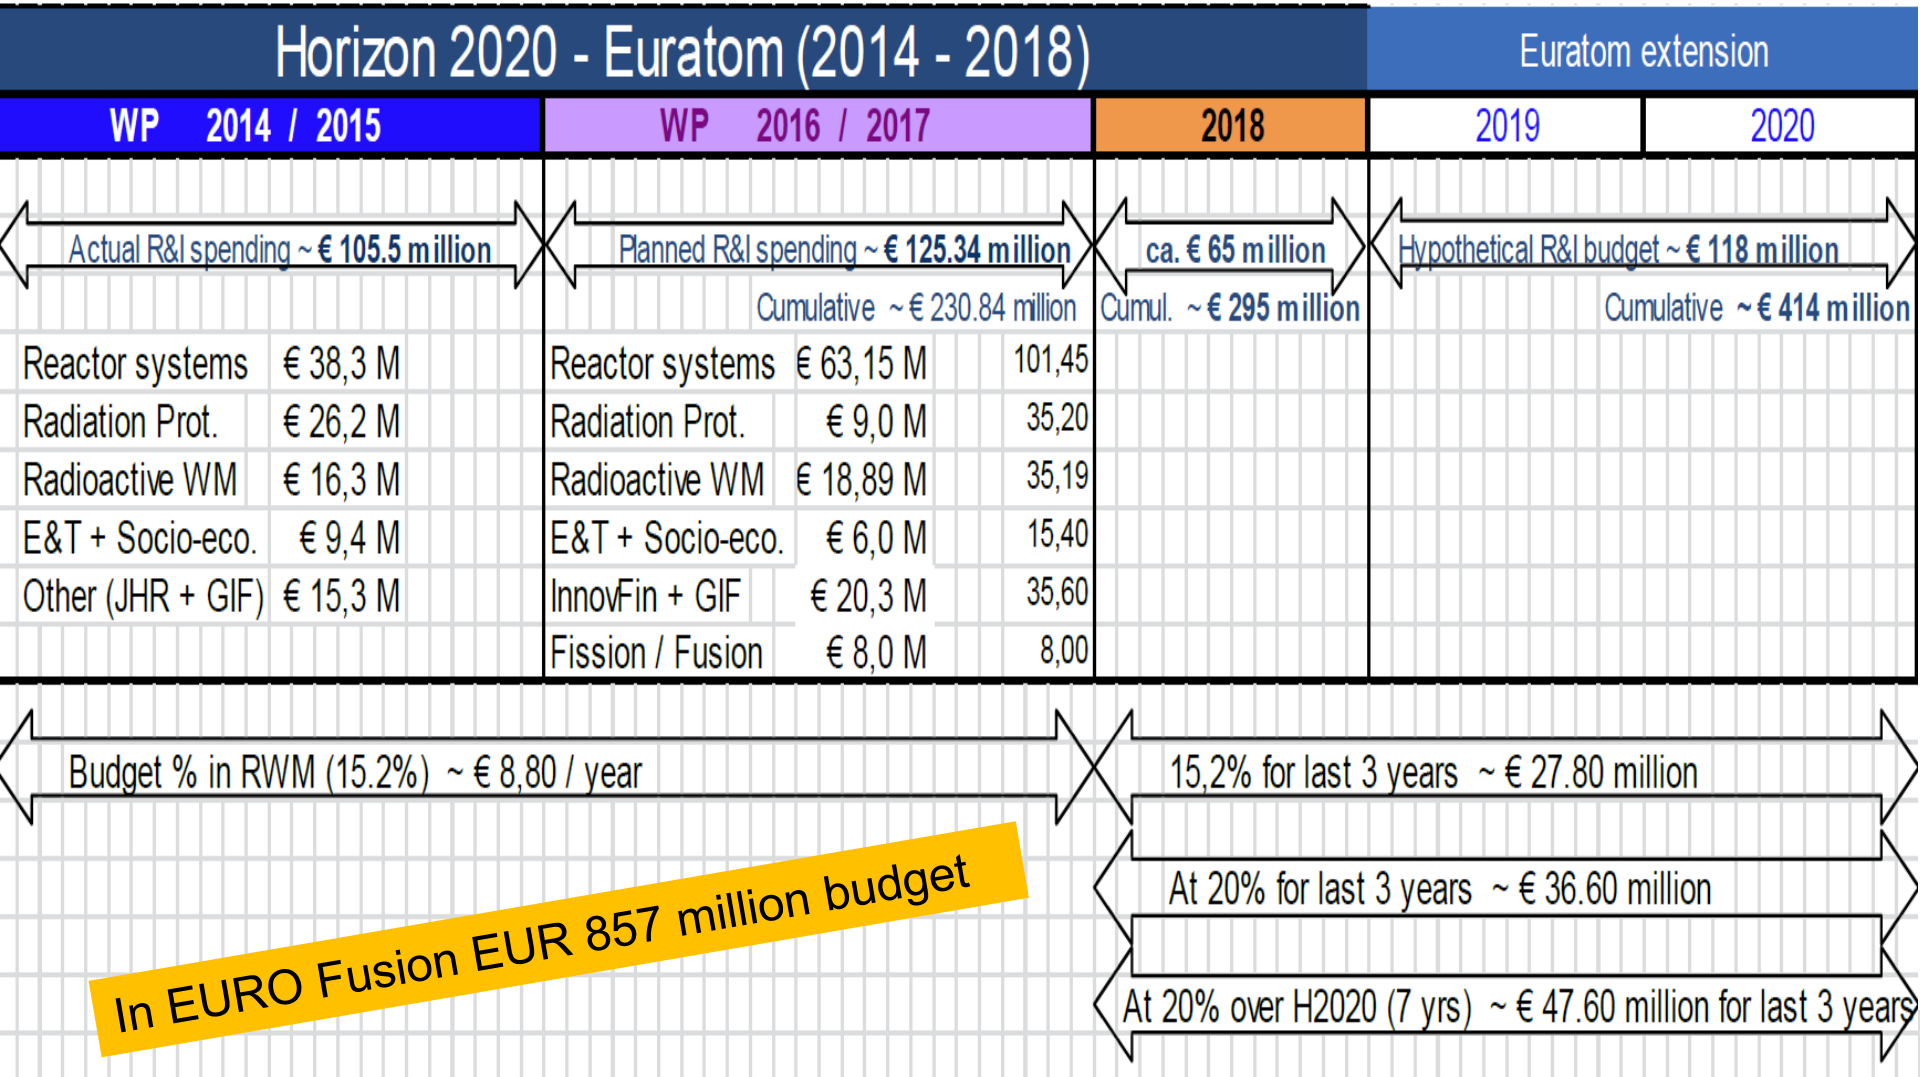 Horizon 2020 - Euratom (2014 - 2018) Euratom extension
WP 2014 / 2015 WP 2016 / 2017 2018 2019 2020
Actual R&I spending ~ € 105.5 million Planned R&I spending ~ € 125.34 million ca. € 65 million Hypothetical R&I budget ~ € 118 million
Cumulative ~ € 230.84 million Cumul. ~ € 295 million Cumulative ~ € 414 million
Reactor systems € 38,3 M Reactor systems € 63,15 M 101,45
Radiation Prot. € 26,2 M Radiation Prot. € 9,0 M 35,20
Radioactive WM € 16,3 M Radioactive WM € 18,89 M 35,19
E&T + Socio-eco. € 9,4 M E&T + Socio-eco. € 6,0 M 15,40
Other (JHR + GIF) € 15,3 M InnovFin + GIF € 20,3 M 35,60
Fission / Fusion € 8,0 M 8,00
Budget % in RWM (15.2%) ~ € 8,80 / year 15,2% for last 3 years ~ € 27.80 million
At 20% for last 3 years ~ € 36.60 million
In EURO Fusion EUR 857 million budget
At 20% over H2020 (7 yrs) ~ € 47.60 million for last 3 years